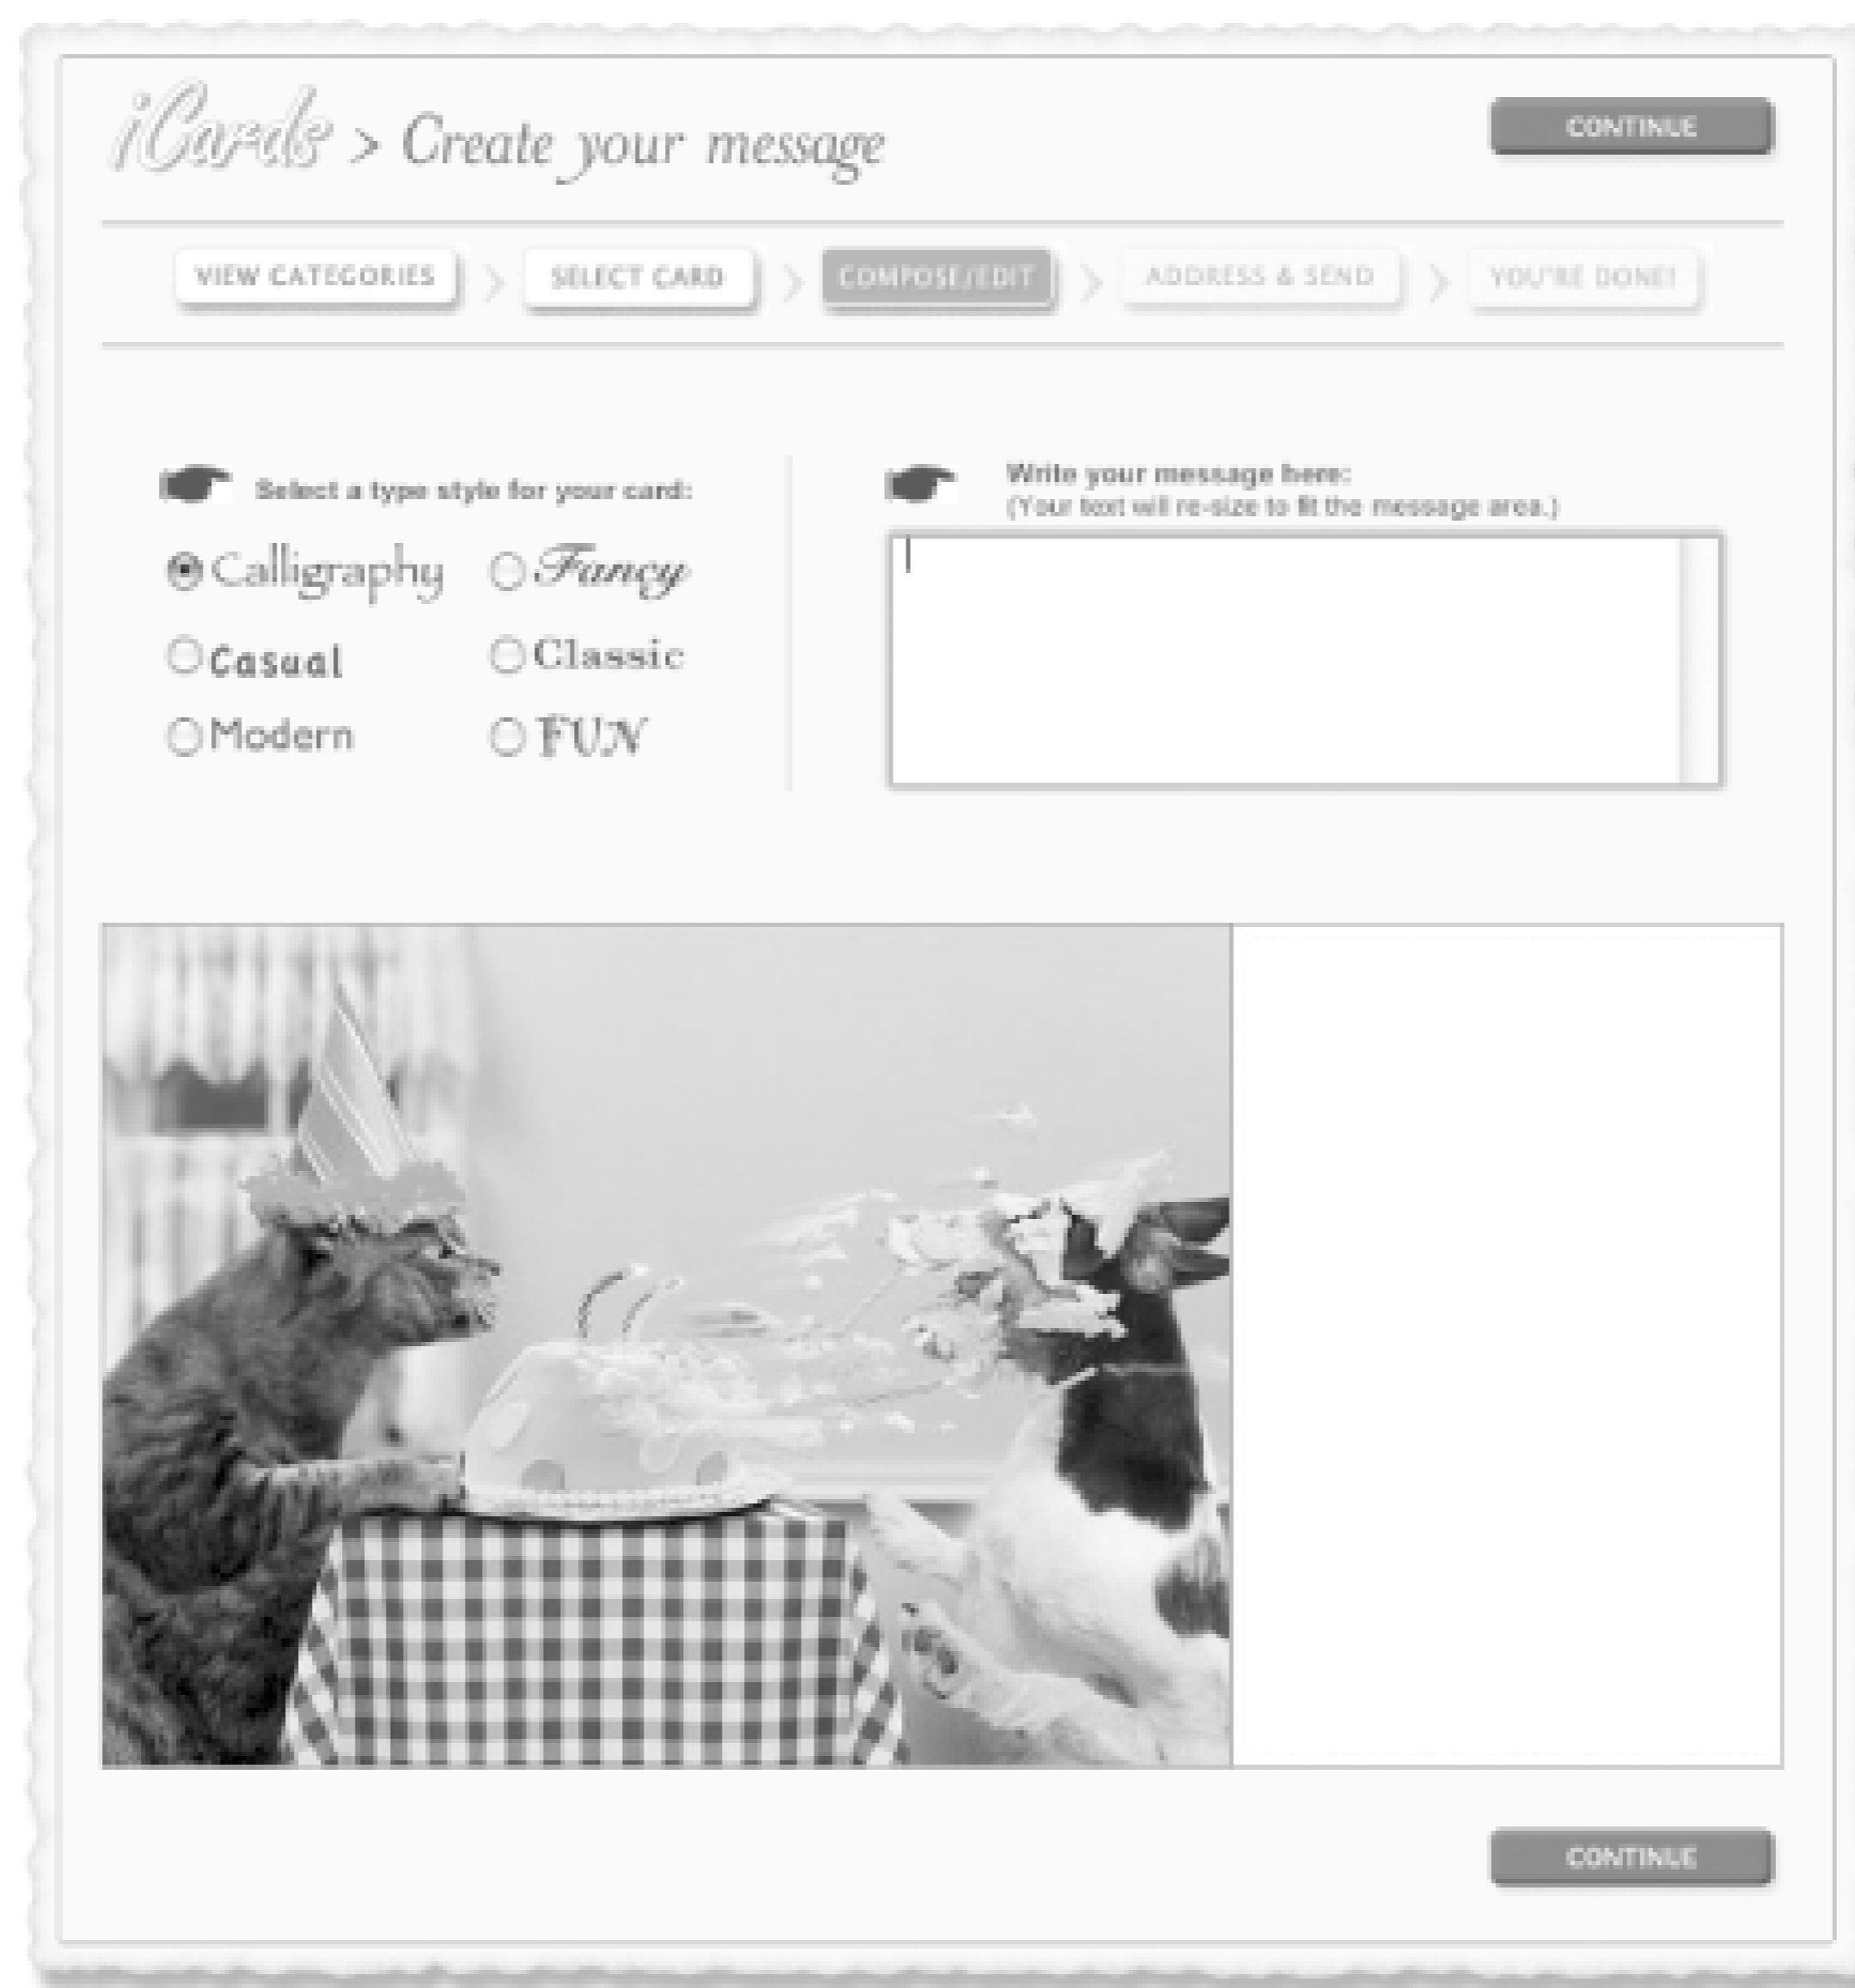 iCards > Create your message
CONTINUE
VIEW CATEGORIES > SELECT CARD > COMPOSE/EDIT > ADDRESS & SEND > YOU'RE DONE!
Select a type style for your card:
Calligraphy
Fancy
Casual
Classic
Modern
FUN
Write your message here:
(Your text will re-size to fit the message area.)
CONTINUE